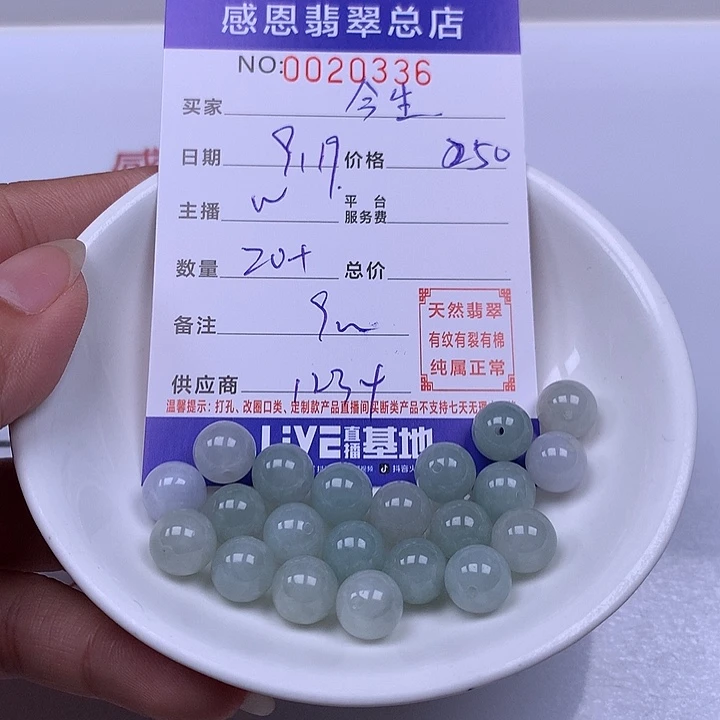 感恩翡翠总店
NO:0020336
买家 今生
日期 9.19 价格 250
主播 w 平台服务费
数量 20+ 总价
备注 9w
天然翡翠
有纹有裂有棉
纯属正常
供应商 123+
LIVE直播基地